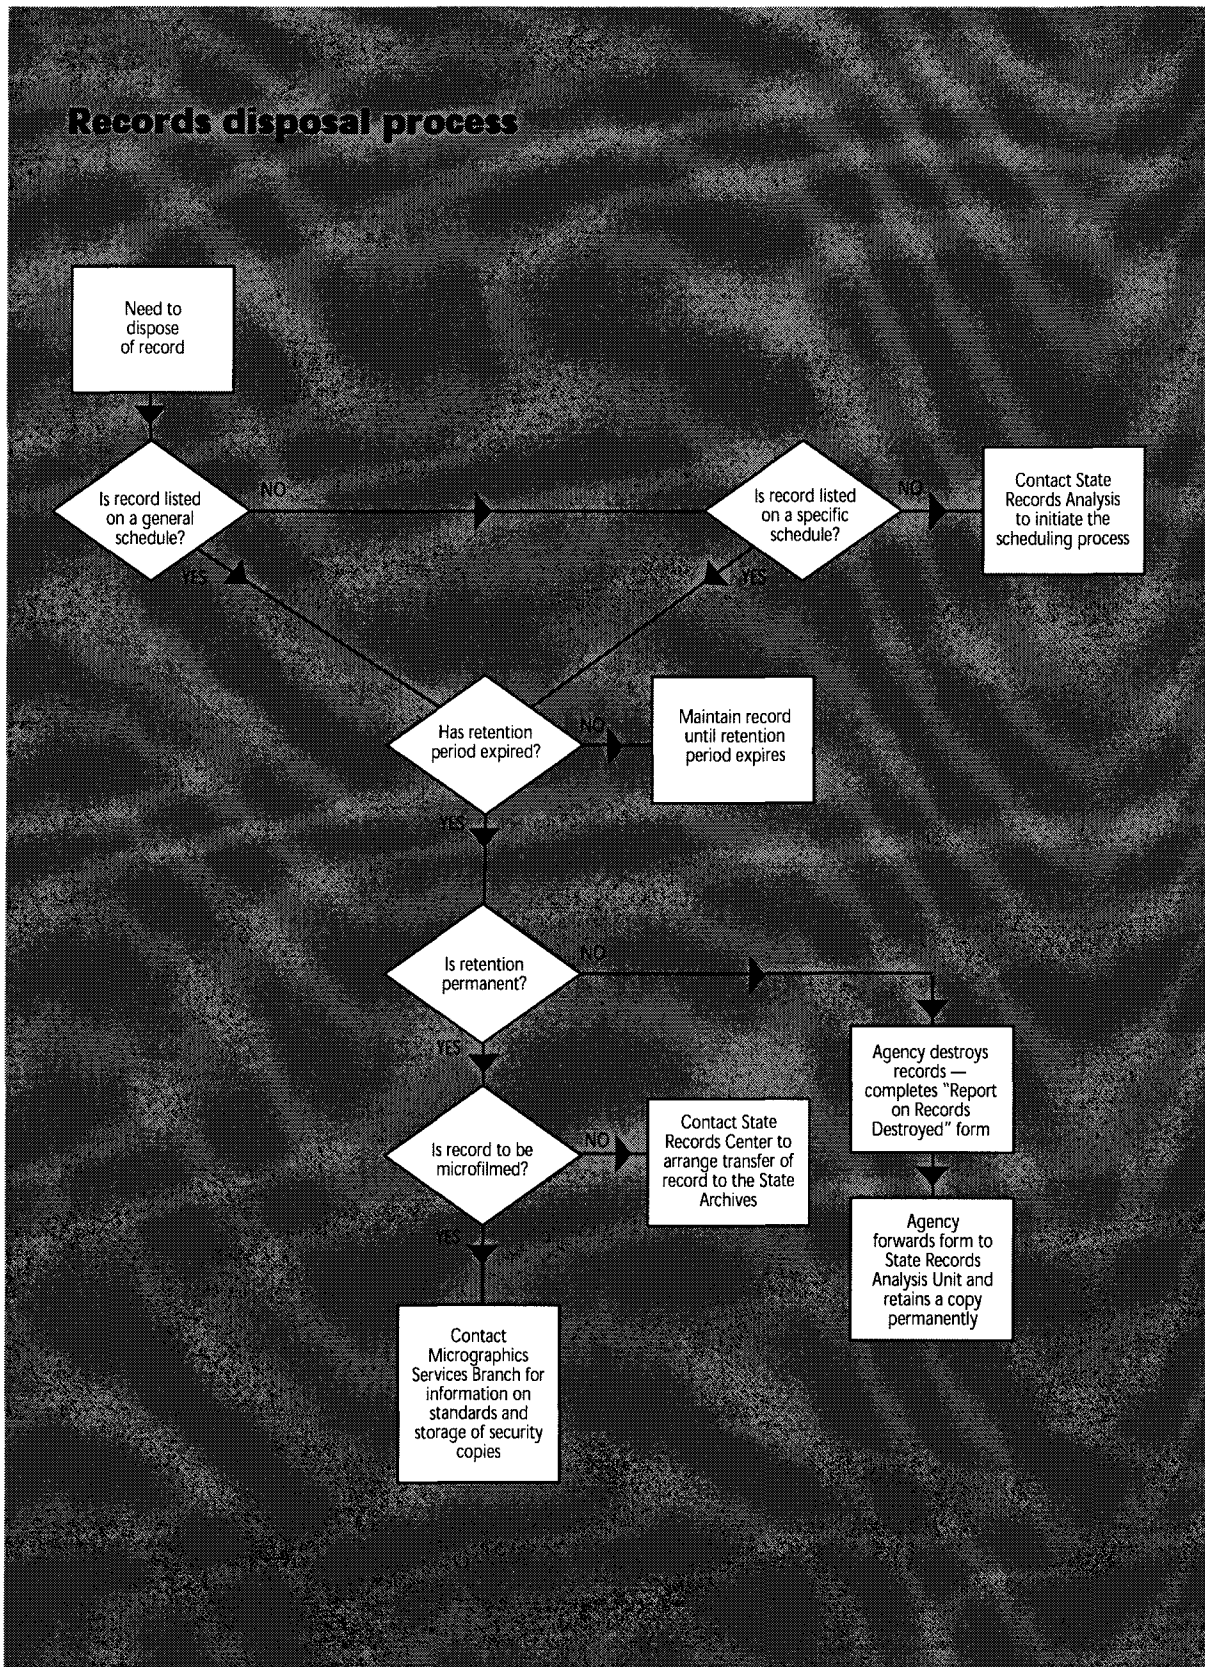 Records disposal process
Need to
dispose
of record
Is record listed
on a general
schedule?
NO
Is record listed
on a specific
schedule?
NO
Contact State
Records Analysis
to initiate the
scheduling process
YES
YES
Has retention
period expired?
NO
Maintain record
until retention
period expires
YES
Is retention
permanent?
NO
YES
Agency destroys
records —
completes "Report
on Records
Destroyed" form
Is record to be
microfilmed?
NO
Contact State
Records Center to
arrange transfer of
record to the State
Archives
YES
Agency
forwards form to
State Records
Analysis Unit and
retains a copy
permanently
Contact
Micrographics
Services Branch for
information on
standards and
storage of security
copies